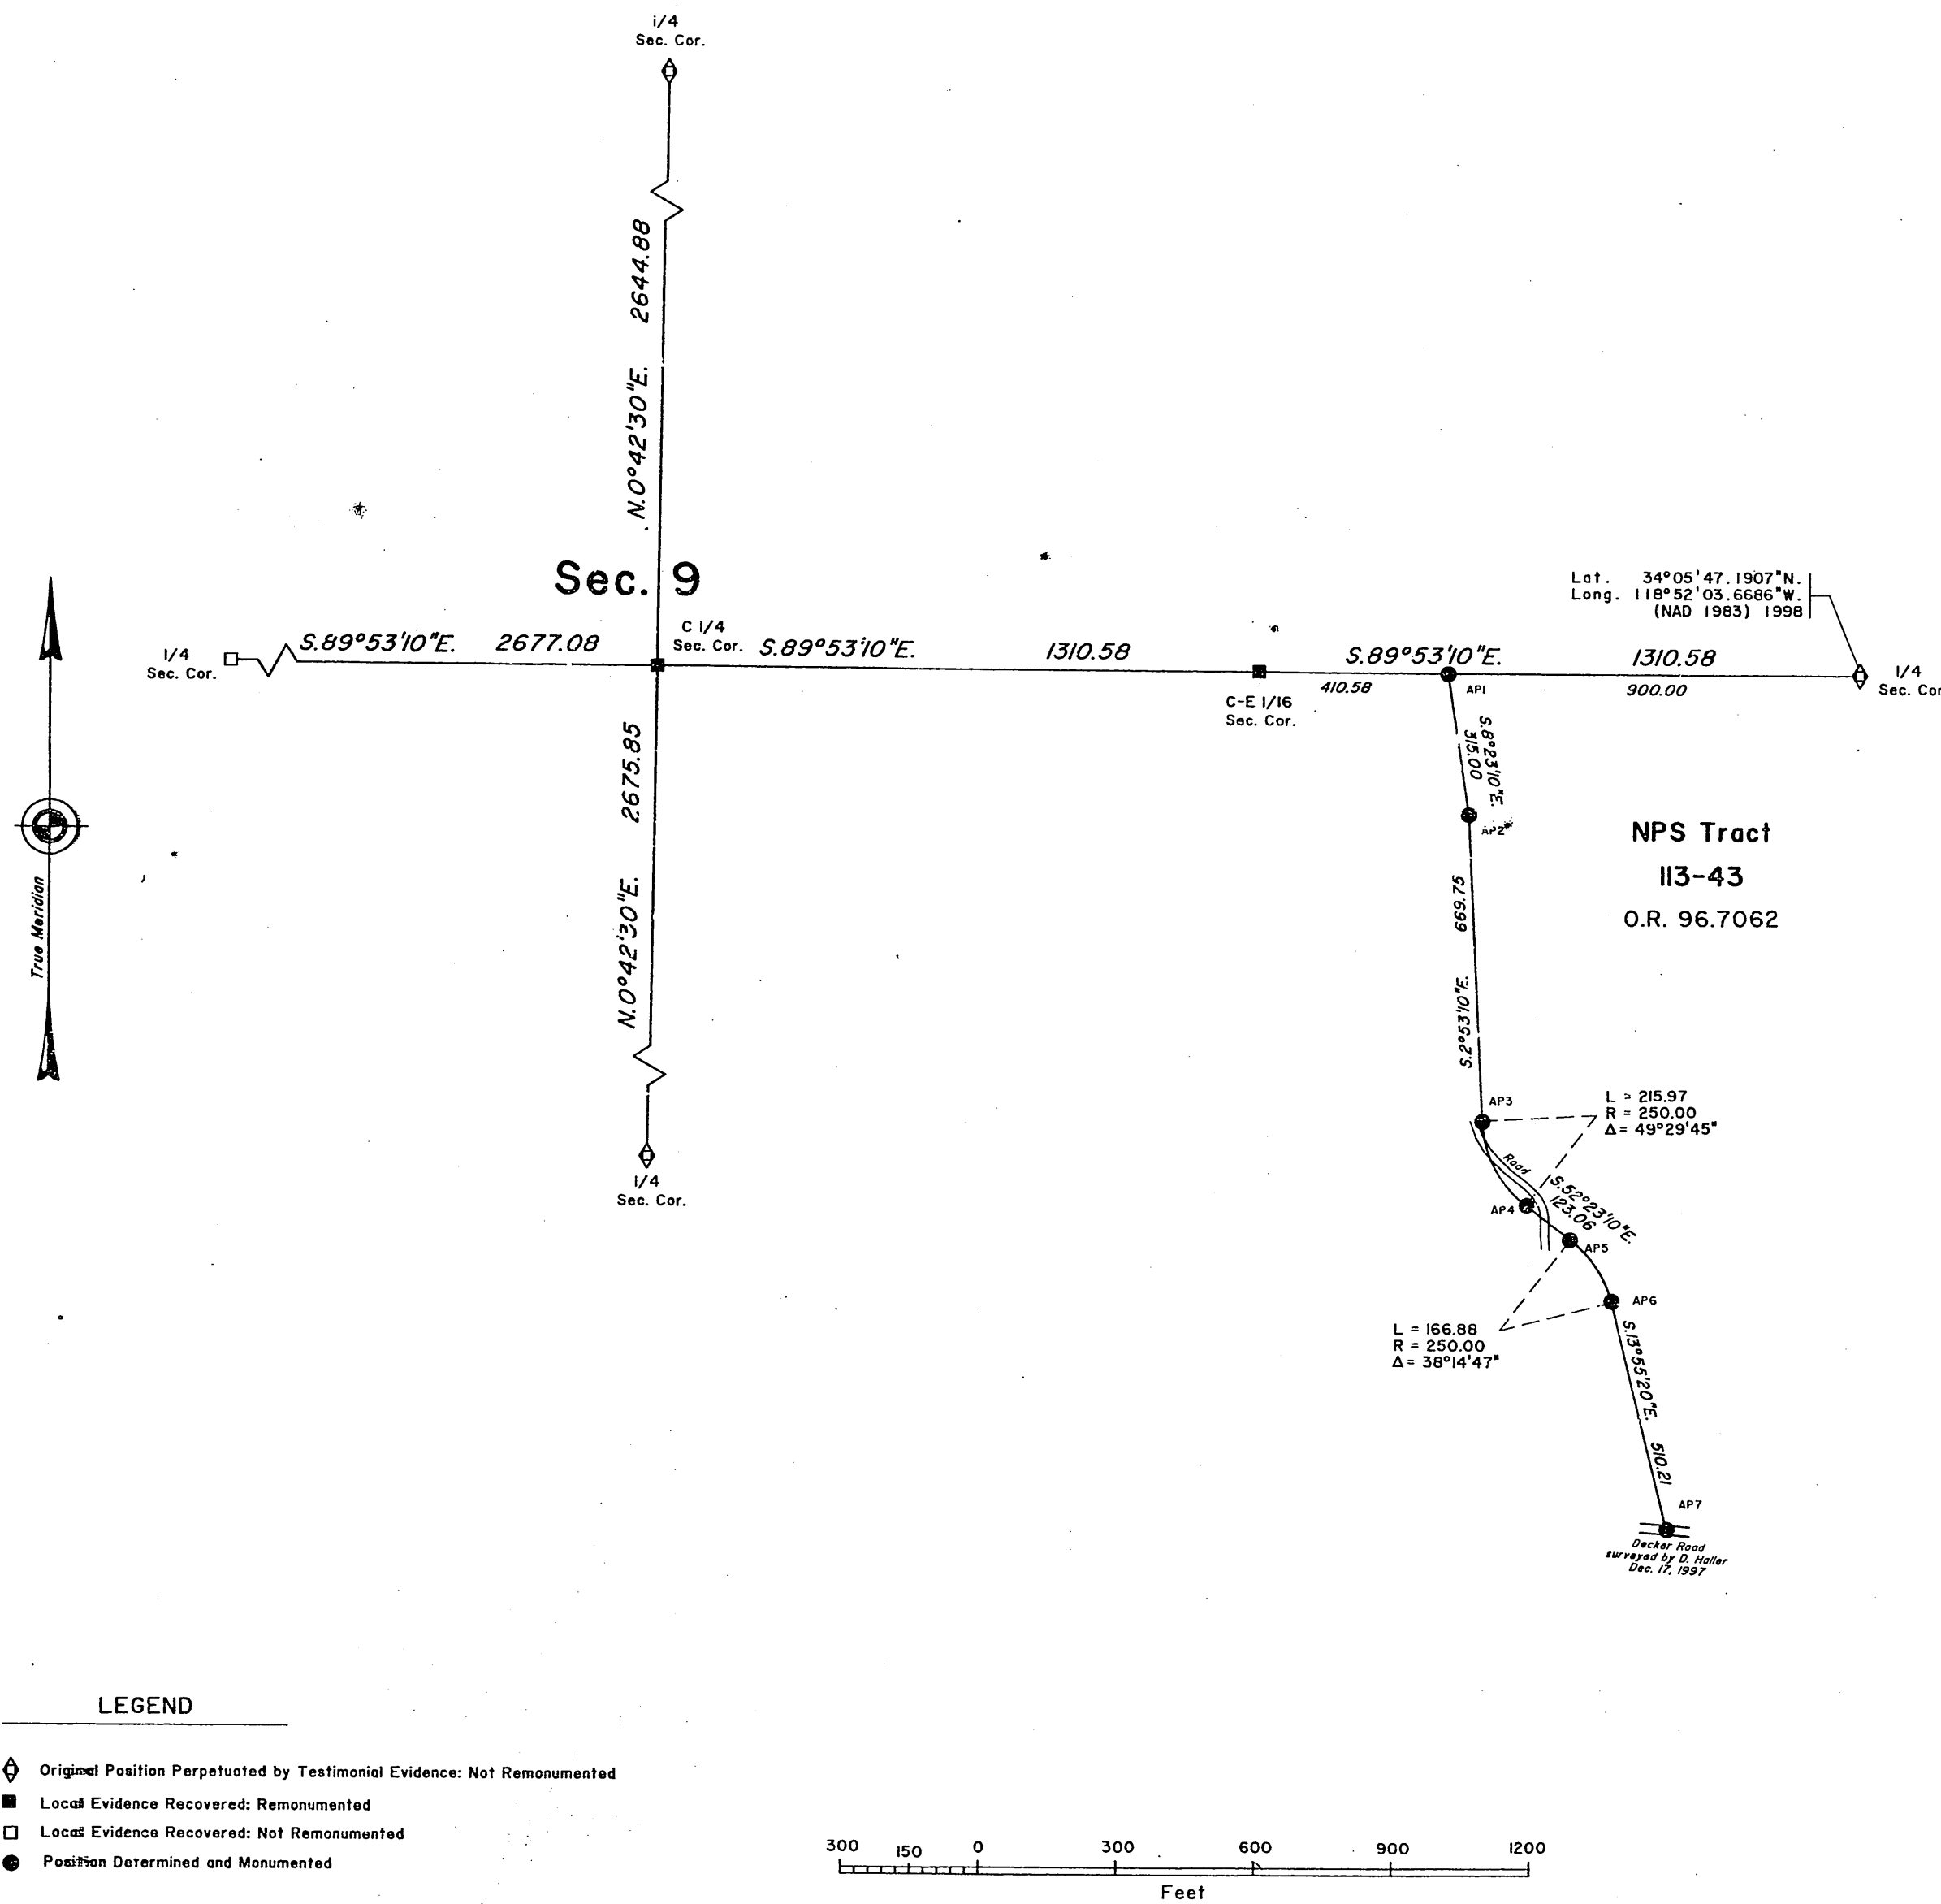 1/4
Sec. Cor.
N.0°42'30"E. 2644.88
Sec. 9
Lat. 34°05'47.1907"N.
Long. 118°52'03.6686"W.
(NAD 1983) 1998
1/4
Sec. Cor.
S.89°53'10"E. 2677.08
C 1/4
Sec. Cor.
S.89°53'10"E. 1310.58
S.89°53'10"E. 1310.58
1/4
Sec. Cor
C-E 1/16
Sec. Cor.
410.58
AP1
900.00
S.8°23'10"E.
315.00
AP2
N.0°42'30"E. 2675.85
True Meridian
NPS Tract
113-43
O.R. 96.7062
S.2°53'10"E. 669.75
AP3
L = 215.97
R = 250.00
Δ = 49°29'45"
Road
S.52°23'10"E.
123.06
AP4
AP5
1/4
Sec. Cor.
AP6
L = 166.88
R = 250.00
Δ = 38°14'47"
S.13°55'20"E. 510.21
AP7
Decker Road
surveyed by D. Haller
Dec. 17, 1997
LEGEND
Original Position Perpetuated by Testimonial Evidence: Not Remonumented
Local Evidence Recovered: Remonumented
Local Evidence Recovered: Not Remonumented
Position Determined and Monumented
300 150 0 300 600 900 1200
Feet